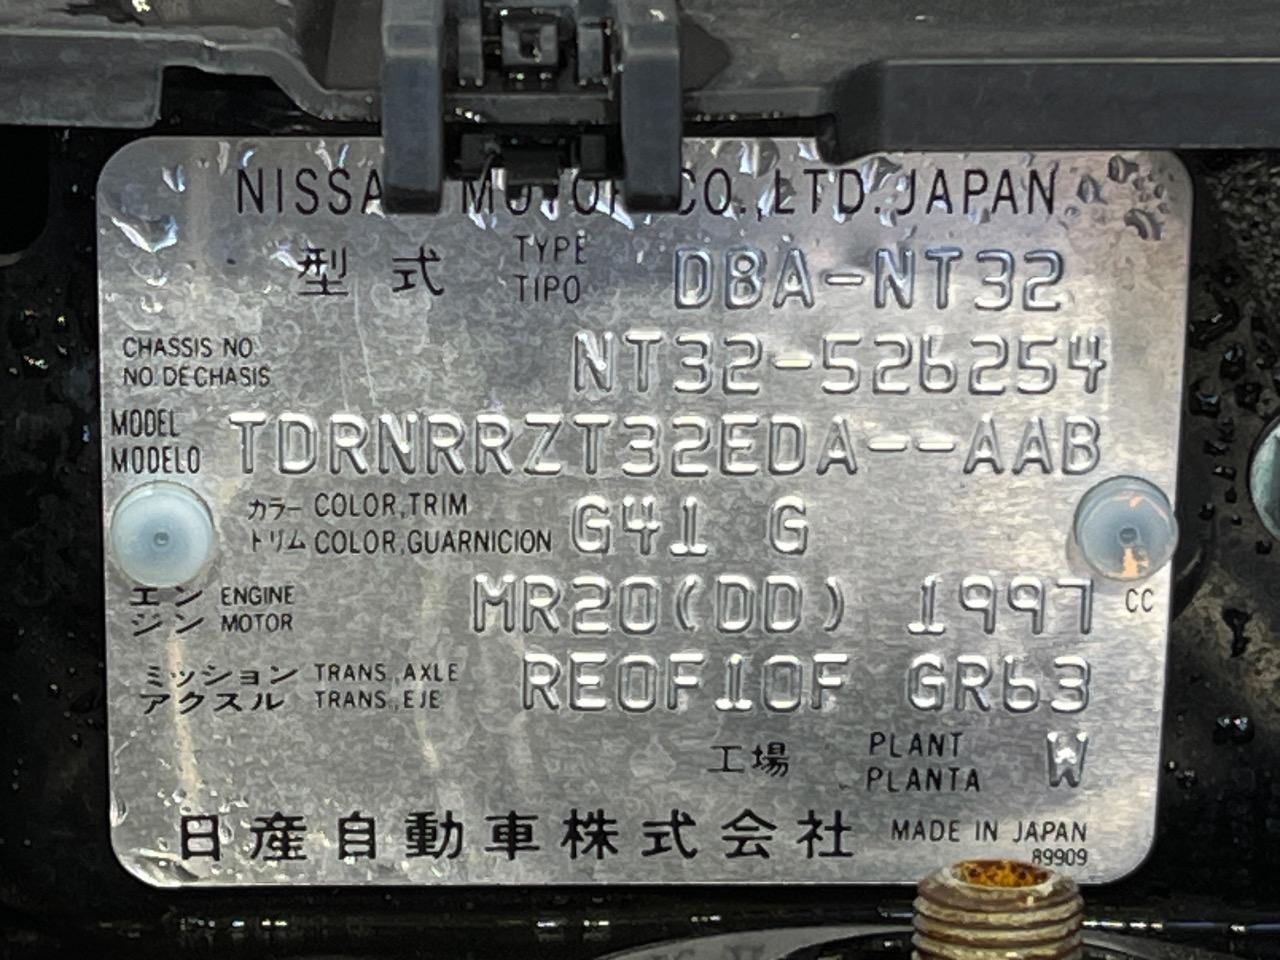 NISSAN MOTOR CO.,LTD.JAPAN
型式 TYPE TIPO DBA-NT32
CHASSIS NO. NO. DE CHASIS NT32-526254
MODEL MODELO TDRNRRZT32EDA--AAB
カラー COLOR,TRIM
トリム COLOR,GUARNICION G41 G
エンジン ENGINE MOTOR MR20(DD) 1997 CC
ミッション TRANS.,AXLE
アクスル TRANS.,EJE RE0F10F GR63
工場 PLANT PLANTA W
日産自動車株式会社 MADE IN JAPAN
89909